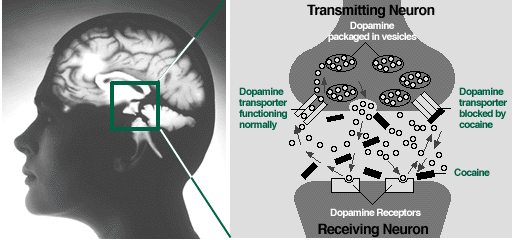 Transmitting Neuron
Dopamine
packaged in vesicles
Dopamine
transporter
functioning
normally
Dopamine
transporter
blocked by
cocaine
Cocaine
Dopamine Receptors
Receiving Neuron